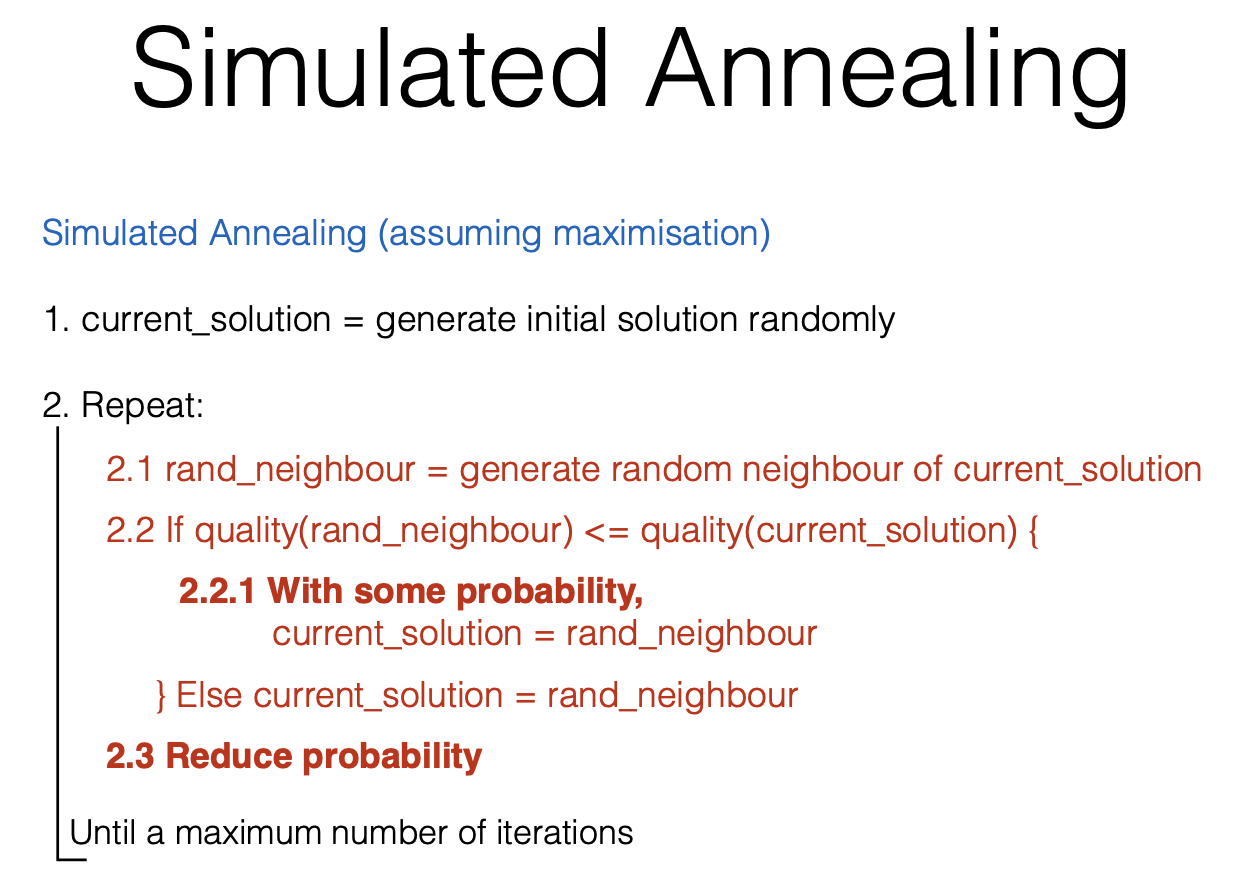 Simulated Annealing
Simulated Annealing (assuming maximisation)
1. current_solution = generate initial solution randomly
2. Repeat:
2.1 rand_neighbour = generate random neighbour of current_solution
2.2 If quality(rand_neighbour) <= quality(current_solution) {
2.2.1 With some probability,
current_solution = rand_neighbour
} Else current_solution = rand_neighbour
2.3 Reduce probability
Until a maximum number of iterations